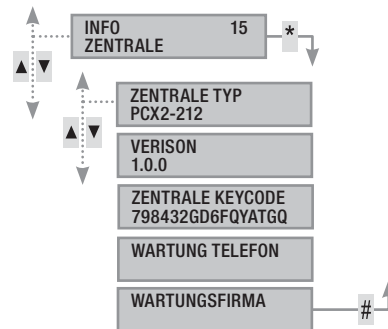 INFO 15
ZENTRALE
*
▲ ▼
ZENTRALE TYP
PCX2-212
▲ ▼
VERISON
1.0.0
ZENTRALE KEYCODE
798432GD6FQYATGQ
WARTUNG TELEFON
WARTUNGSFIRMA
#